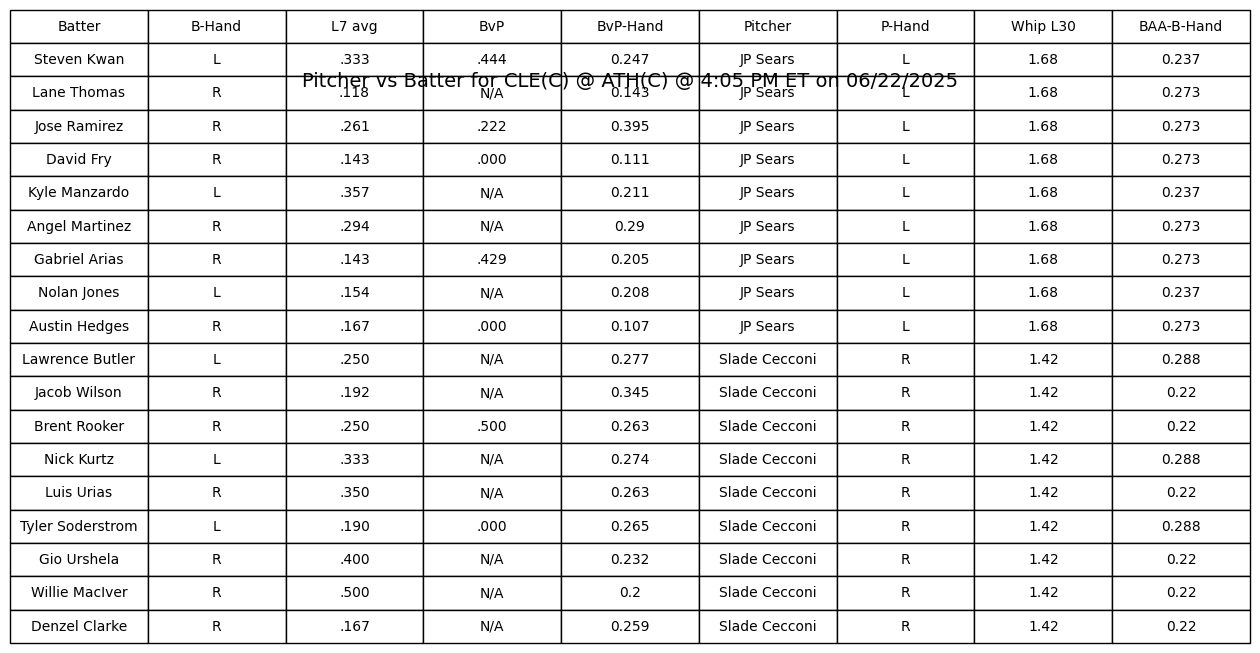 Batter B-Hand L7 avg BvP BvP-Hand Pitcher P-Hand Whip L30 BAA-B-Hand
Steven Kwan L .333 .444 0.247 JP Sears L 1.68 0.237
Pitcher vs Batter for CLE(C) @ ATH(C) @ 4:05 PM ET on 06/22/2025
Lane Thomas R .118 N/A 0.143 JP Sears L 1.68 0.273
Jose Ramirez R .261 .222 0.395 JP Sears L 1.68 0.273
David Fry R .143 .000 0.111 JP Sears L 1.68 0.273
Kyle Manzardo L .357 N/A 0.211 JP Sears L 1.68 0.237
Angel Martinez R .294 N/A 0.29 JP Sears L 1.68 0.273
Gabriel Arias R .143 .429 0.205 JP Sears L 1.68 0.273
Nolan Jones L .154 N/A 0.208 JP Sears L 1.68 0.237
Austin Hedges R .167 .000 0.107 JP Sears L 1.68 0.273
Lawrence Butler L .250 N/A 0.277 Slade Cecconi R 1.42 0.288
Jacob Wilson R .192 N/A 0.345 Slade Cecconi R 1.42 0.22
Brent Rooker R .250 .500 0.263 Slade Cecconi R 1.42 0.22
Nick Kurtz L .333 N/A 0.274 Slade Cecconi R 1.42 0.288
Luis Urias R .350 N/A 0.263 Slade Cecconi R 1.42 0.22
Tyler Soderstrom L .190 .000 0.265 Slade Cecconi R 1.42 0.288
Gio Urshela R .400 N/A 0.232 Slade Cecconi R 1.42 0.22
Willie MacIver R .500 N/A 0.2 Slade Cecconi R 1.42 0.22
Denzel Clarke R .167 N/A 0.259 Slade Cecconi R 1.42 0.22